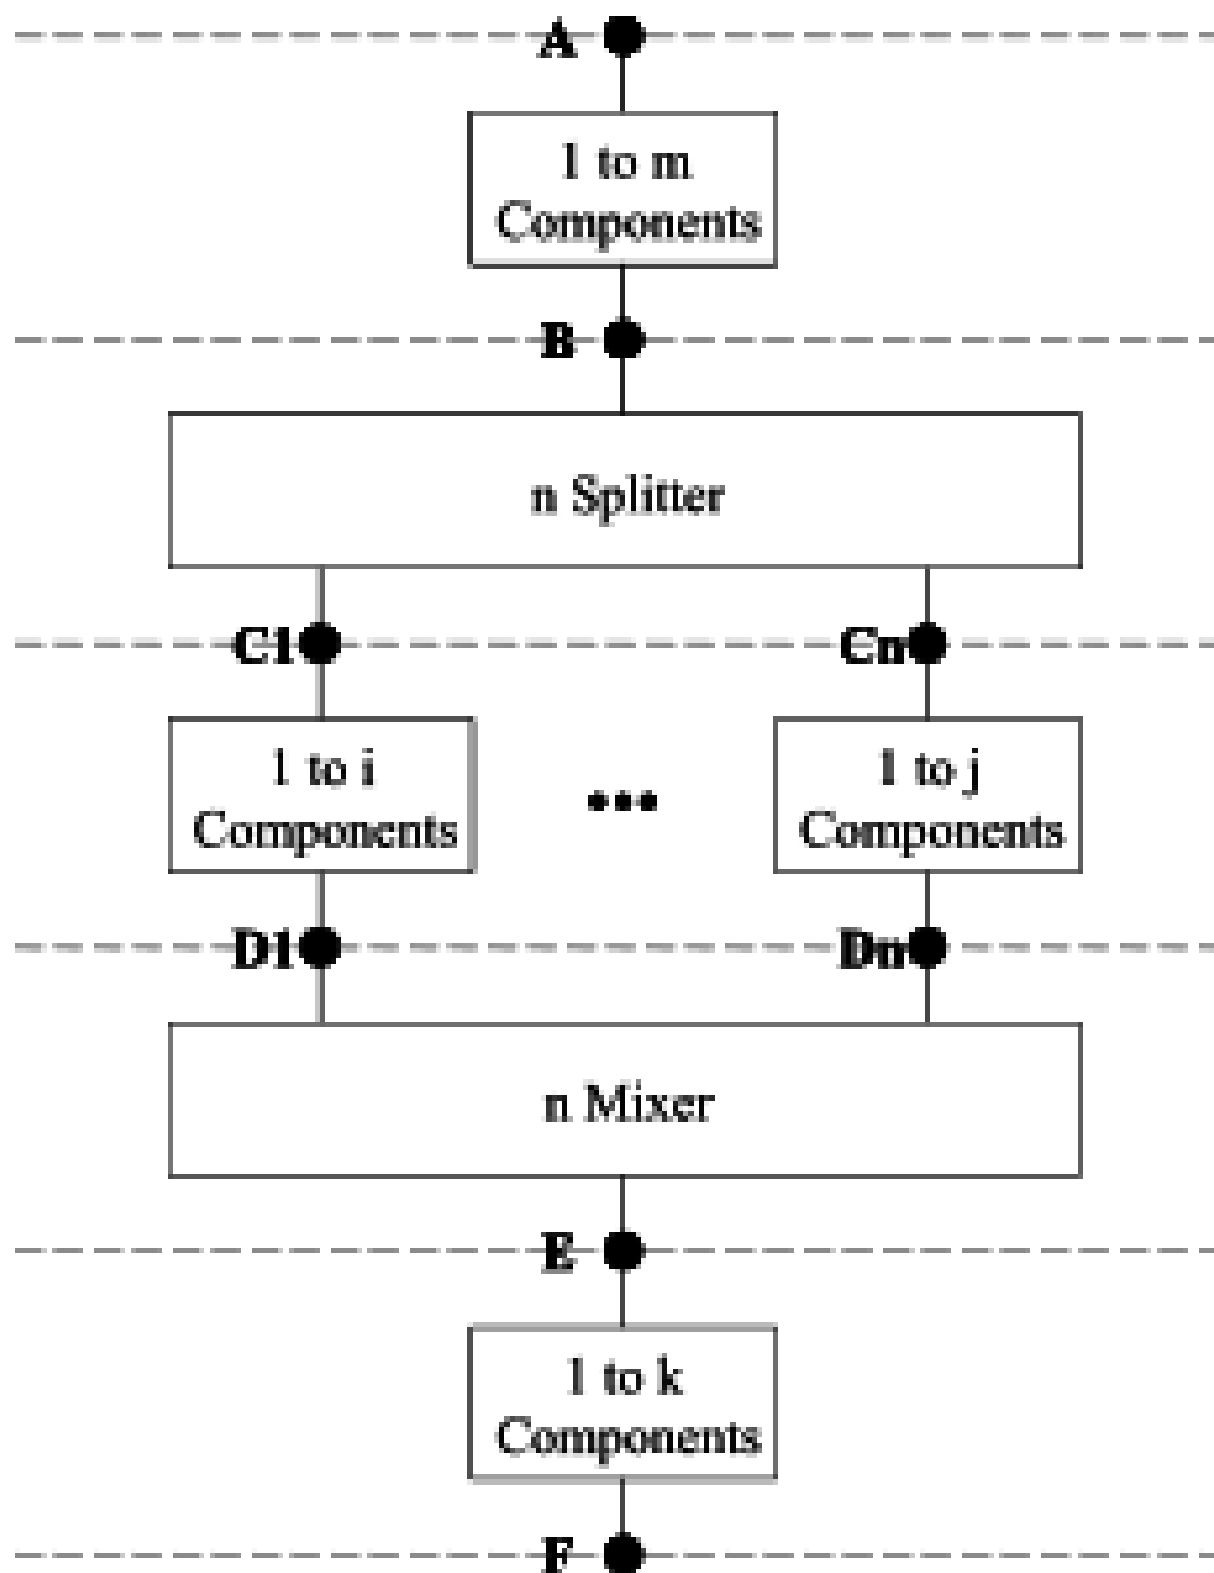 A
1 to m
Components
B
n Splitter
C1
Cn
1 to i
Components
1 to j
Components
D1
Dn
n Mixer
E
1 to k
Components
F